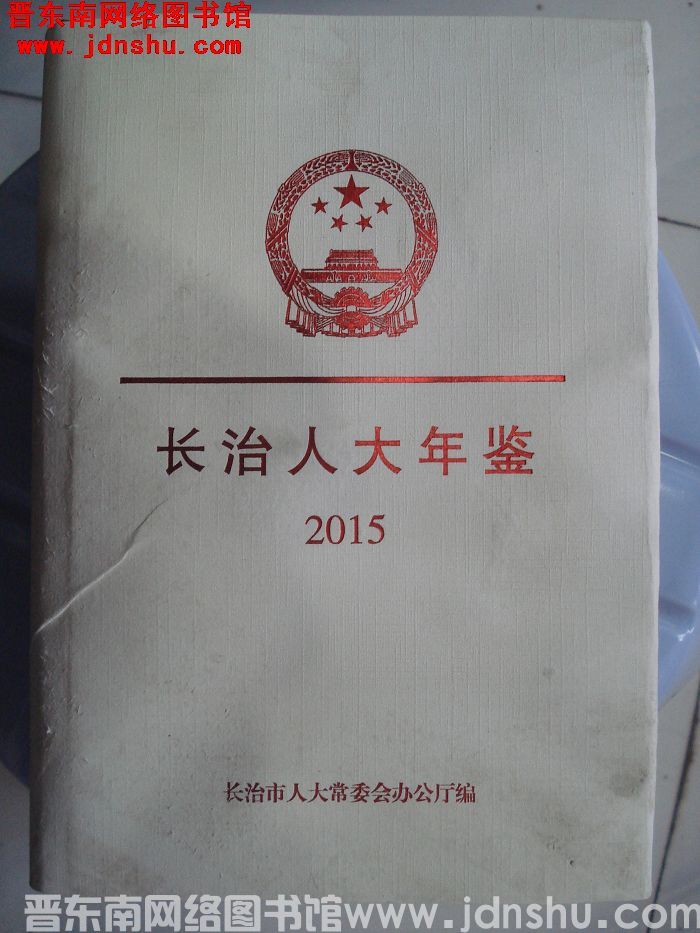 晋东南网络图书馆
www.jdnshu.com
长治人大年鉴
2015
长治市人大常委会办公厅编
晋东南网络图书馆www.jdnshu.com